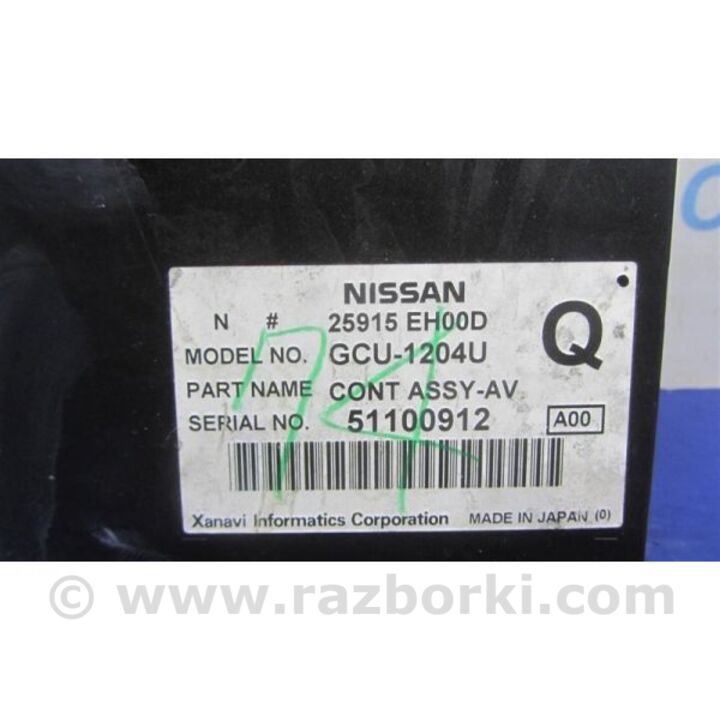 NISSAN
N # 25915 EH00D
Q
MODEL NO. GCU-1204U
PART NAME CONT ASSY-AV
SERIAL NO. 51100912 A00
74
Xanavi Informatics Corporation MADE IN JAPAN (0)
© www.razborki.com